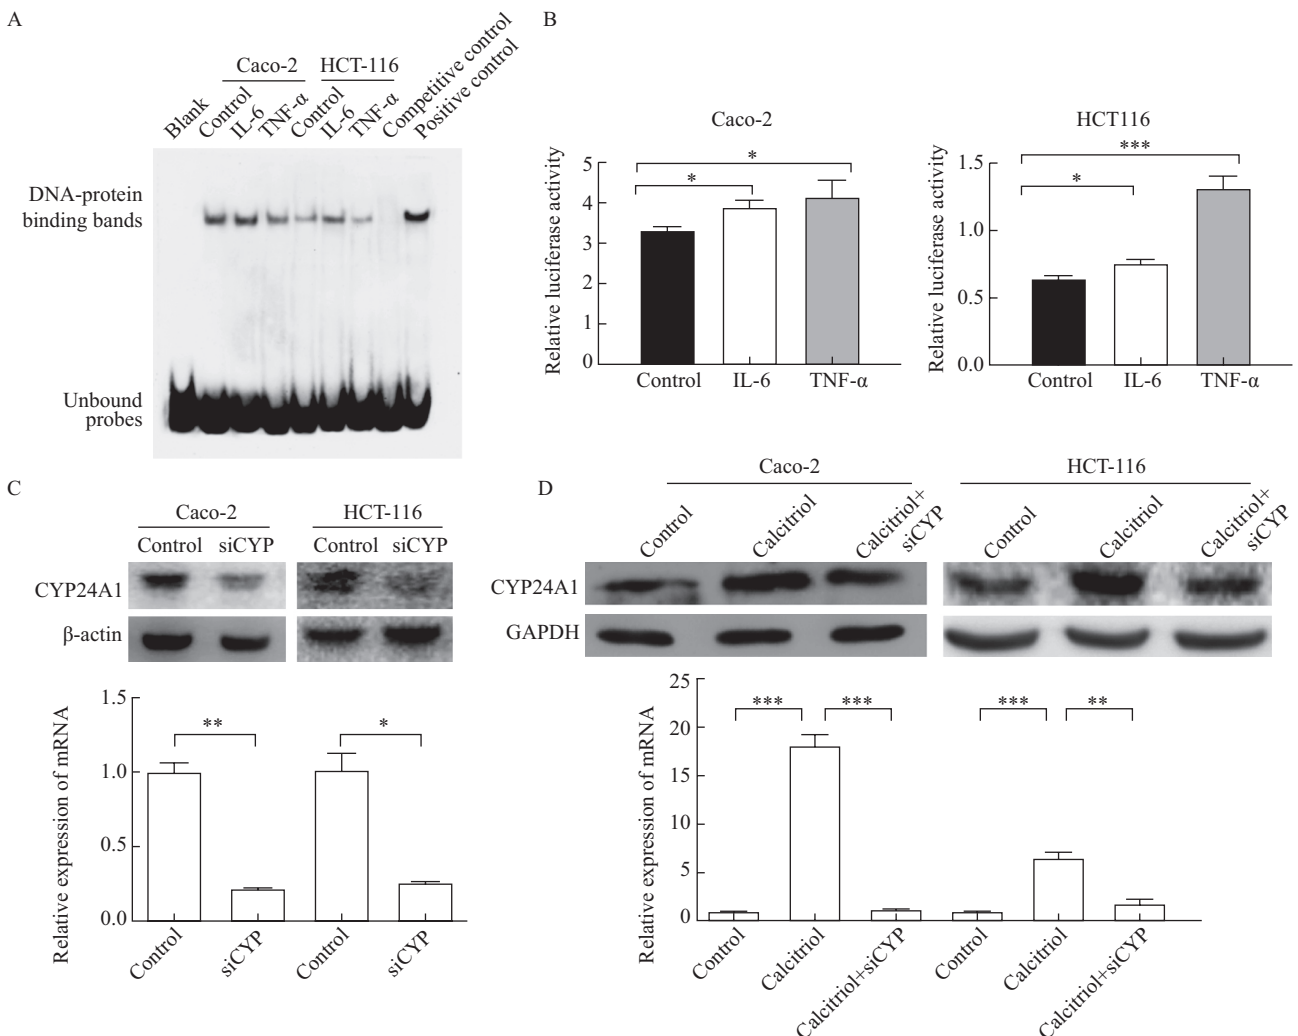 A
Caco-2
HCT-116
Blank
Control
IL-6
TNF-α
Control
IL-6
TNF-α
Competitive control
Positive control
DNA-protein
binding bands
Unbound
probes
B
Caco-2
Relative luciferase activity
5
4
3
2
1
0
*
*
Control
IL-6
TNF-α
HCT116
Relative luciferase activity
1.5
1.0
0.5
0.0
***
*
Control
IL-6
TNF-α
C
Caco-2
HCT-116
Control
siCYP
Control
siCYP
CYP24A1
β-actin
Relative expression of mRNA
1.5
1.0
0.5
0.0
**
*
Control
siCYP
Control
siCYP
D
Caco-2
HCT-116
Control
Calcitriol
Calcitriol+
siCYP
Control
Calcitriol
Calcitriol+
siCYP
CYP24A1
GAPDH
Relative expression of mRNA
25
20
15
10
5
0
***
***
***
**
Control
Calcitriol
Calcitriol+siCYP
Control
Calcitriol
Calcitriol+siCYP